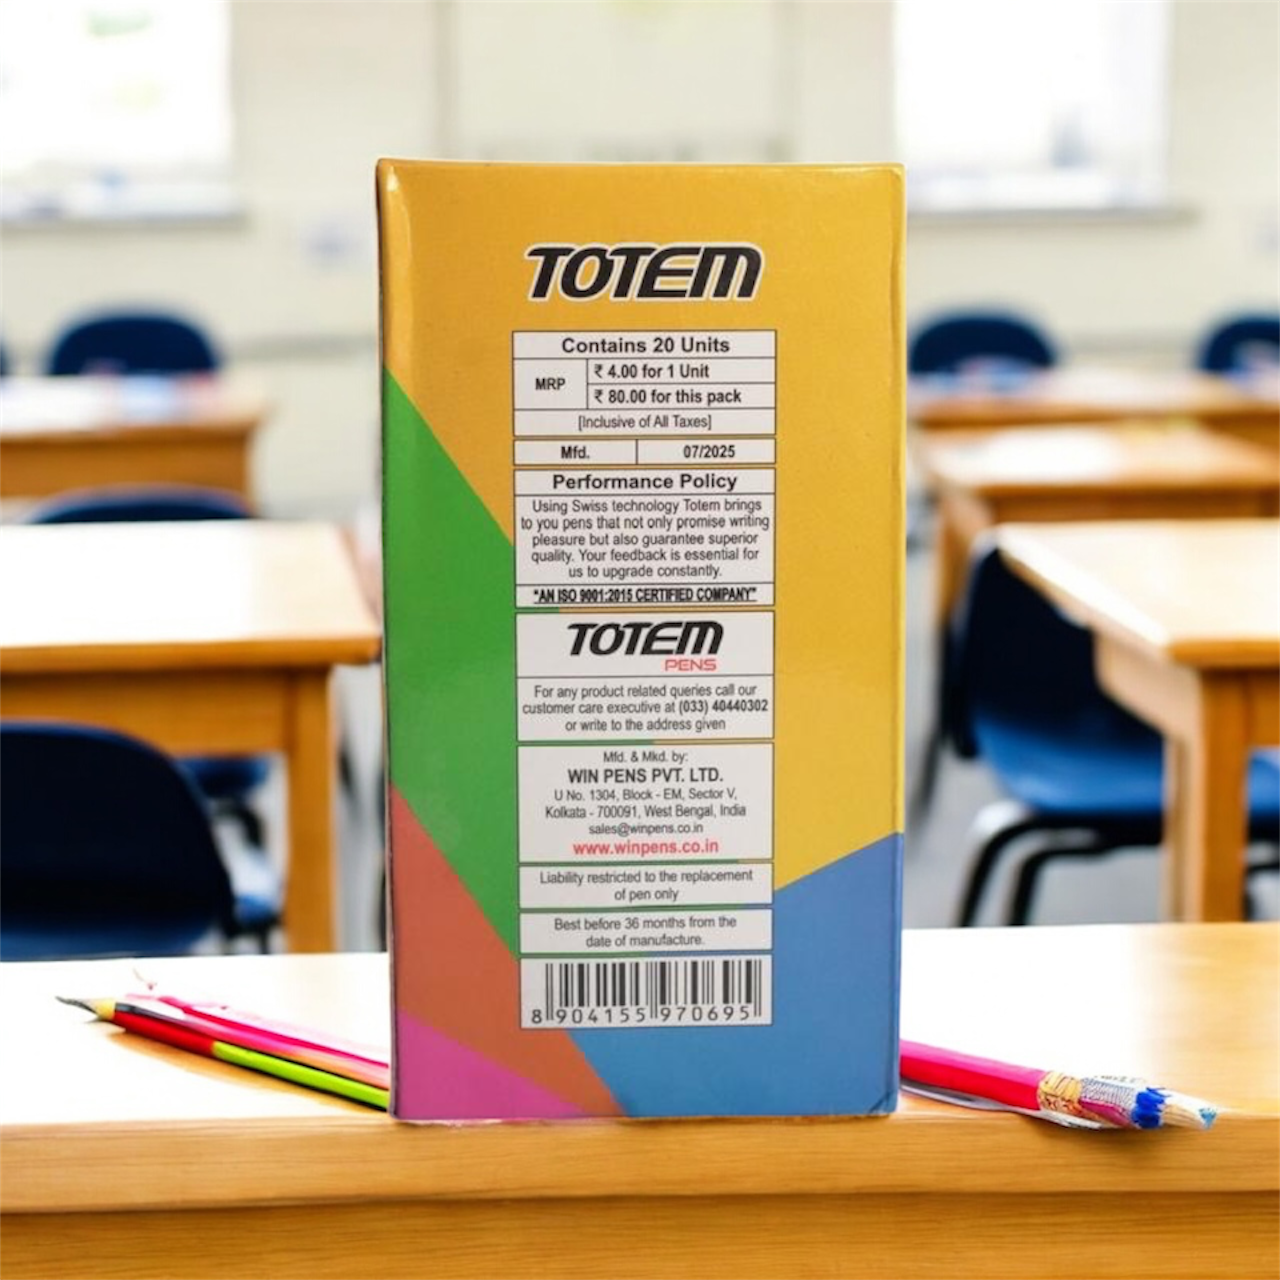 TOTEM
Contains 20 Units
MRP
₹ 4.00 for 1 Unit
₹ 80.00 for this pack
[Inclusive of All Taxes]
Mfd. 07/2025
Performance Policy
Using Swiss technology Totem brings
to you pens that not only promise writing
pleasure but also guarantee superior
quality. Your feedback is essential for
us to upgrade constantly.
"AN ISO 9001:2015 CERTIFIED COMPANY"
TOTEM
PENS
For any product related queries call our
customer care executive at (033) 40440302
or write to the address given
Mfd. & Mkd. by:
WIN PENS PVT. LTD.
U No. 1304, Block - EM, Sector V,
Kolkata - 700091, West Bengal, India
sales@winpens.co.in
www.winpens.co.in
Liability restricted to the replacement
of pen only
Best before 36 months from the
date of manufacture.
8 904155 970695